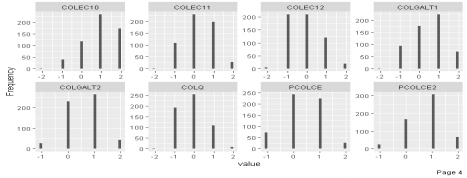 COLEC10 COLEC11 COLEC12 COLGALT1
200 150 100 50 0
200 150 100 50 0
200 150 100 50 0
200 150 100 50 0
-2 -1 0 1 2 -2 -1 0 1 2 -2 -1 0 1 2 -2 -1 0 1 2
Frequency
COLGALT2 COLQ PCOLCE PCOLCE2
200 100 0
250 200 150 100 50 0
250 200 150 100 50 0
300 200 100 0
-1 0 1 2 -2 -1 0 1 2 -1 0 1 2 -1 0 1 2
value
Page 4